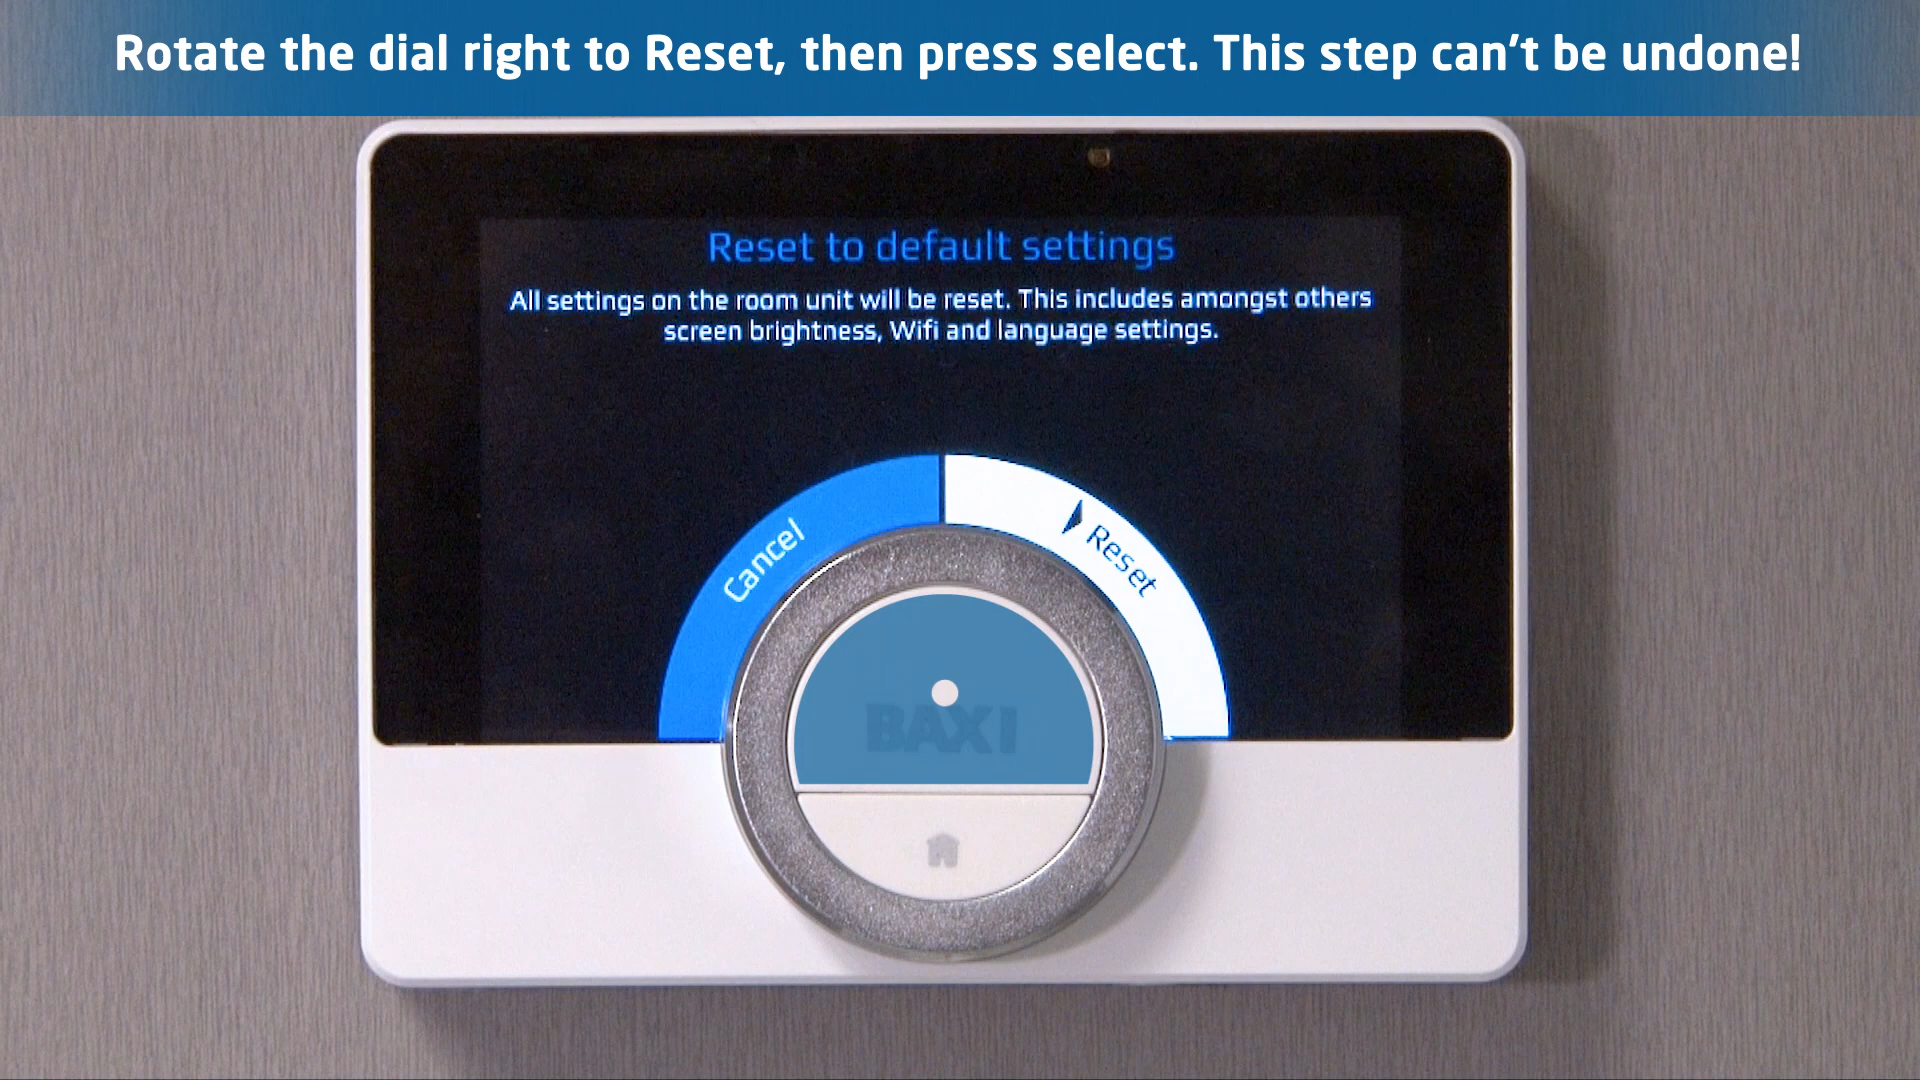 Rotate the dial right to Reset, then press select. This step can't be undone!
Reset to default settings
All settings on the room unit will be reset. This includes amongst others
screen brightness, Wifi and language settings.
Cancel
Reset
BAXI